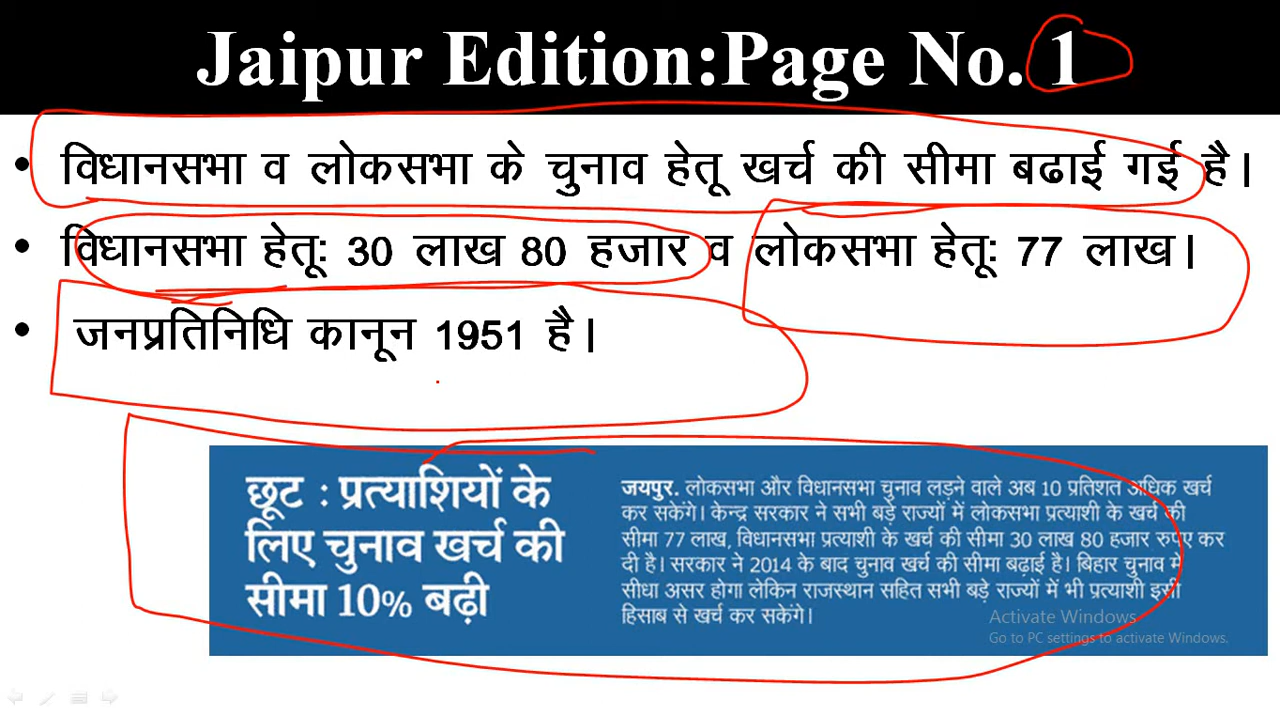 Jaipur Edition:Page No. 1
• विधानसभा व लोकसभा के चुनाव हेतू खर्च की सीमा बढाई गई है।
• विधानसभा हेतूः 30 लाख 80 हजार व लोकसभा हेतूः 77 लाख।
• जनप्रतिनिधि कानून 1951 है।
छूट : प्रत्याशियों के
लिए चुनाव खर्च की
सीमा 10% बढ़ी
जयपुर. लोकसभा और विधानसभा चुनाव लड़ने वाले अब 10 प्रतिशत अधिक खर्च
कर सकेंगे। केन्द्र सरकार ने सभी बड़े राज्यों में लोकसभा प्रत्याशी के खर्च की
सीमा 77 लाख, विधानसभा प्रत्याशी के खर्च की सीमा 30 लाख 80 हजार रुपए कर
दी है। सरकार ने 2014 के बाद चुनाव खर्च की सीमा बढ़ाई है। बिहार चुनाव में
सीधा असर होगा लेकिन राजस्थान सहित सभी बड़े राज्यों में भी प्रत्याशी इसी
हिसाब से खर्च कर सकेंगे।
Activate Windows
Go to PC settings to activate Windows.